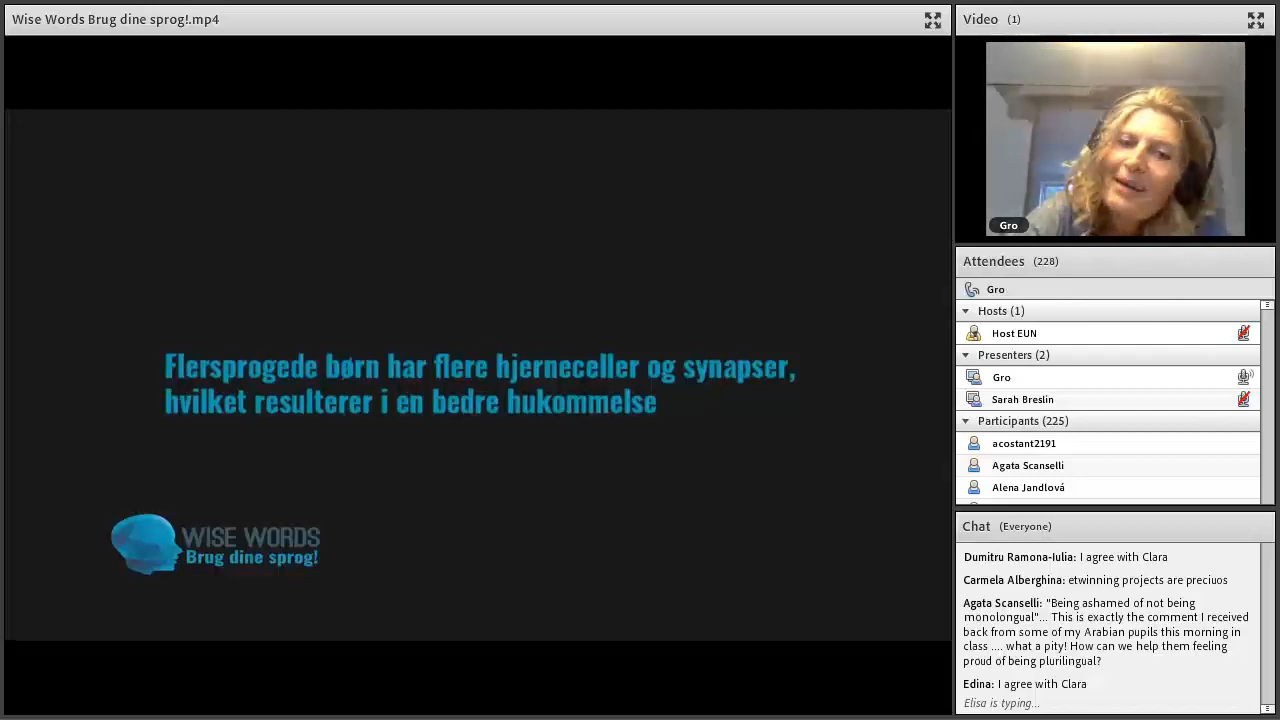 Wise Words Brug dine sprog!.mp4
Flersprogede børn har flere hjerneceller og synapser,
hvilket resulterer i en bedre hukommelse
WISE WORDS
Brug dine sprog!
Video (1)
Gro
Attendees (228)
Gro
Hosts (1)
Host EUN
Presenters (2)
Gro
Sarah Breslin
Participants (225)
acostant2191
Agata Scanselli
Alena Jandlová
Chat (Everyone)
Dumitru Ramona-Iulia: I agree with Clara
Carmela Alberghina: etwinning projects are preciuos
Agata Scanselli: "Being ashamed of not being
monolongual"... This is exactly the comment I received
back from some of my Arabian pupils this morning in
class .... what a pity! How can we help them feeling
proud of being plurilingual?
Edina: I agree with Clara
Elisa is typing...